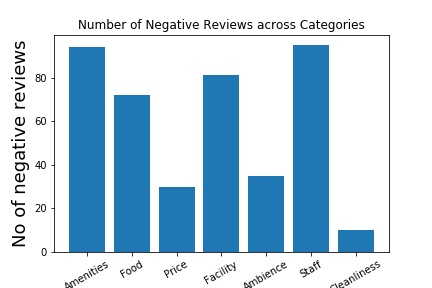 Number of Negative Reviews across Categories
No of negative reviews
80
60
40
20
0
Amenities
Food
Price
Facility
Ambience
Staff
Cleanliness